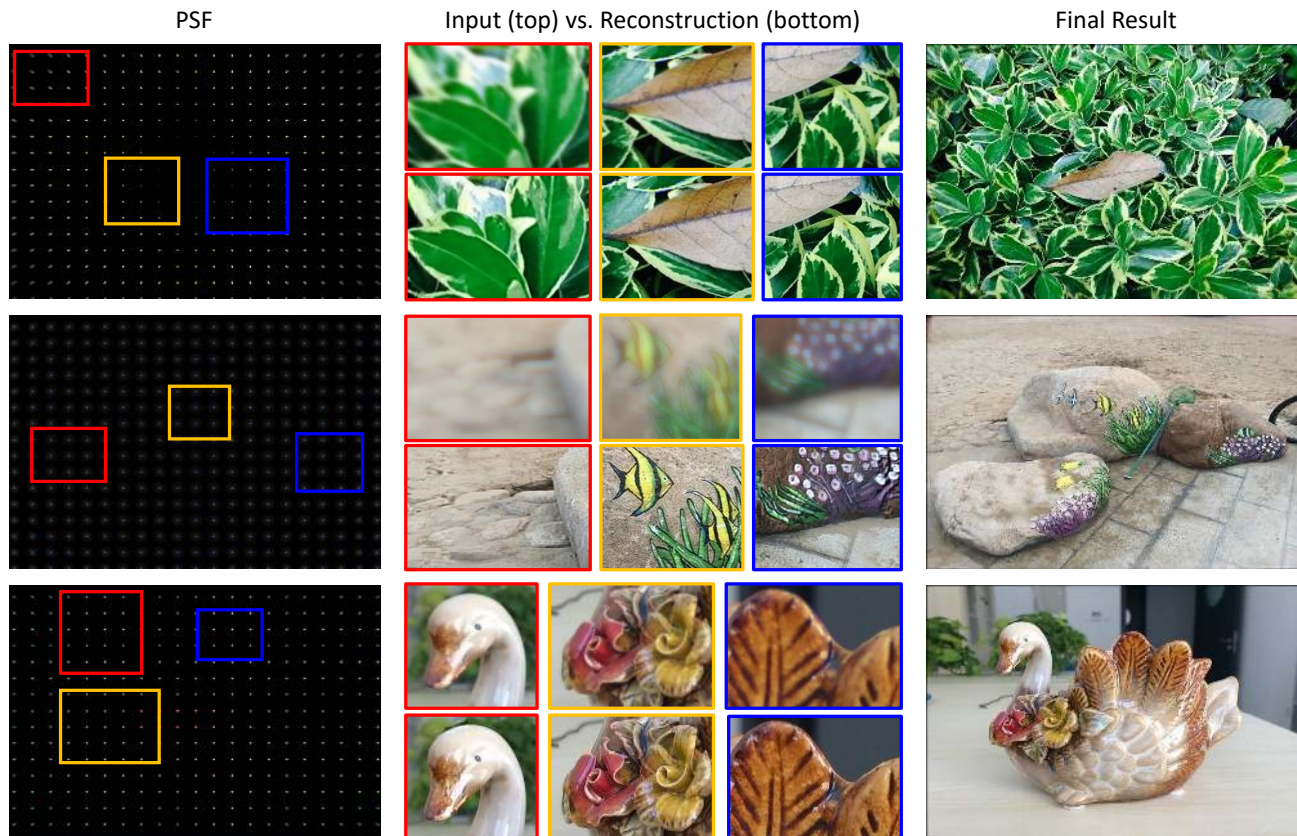 PSF
Input (top) vs. Reconstruction (bottom)
Final Result